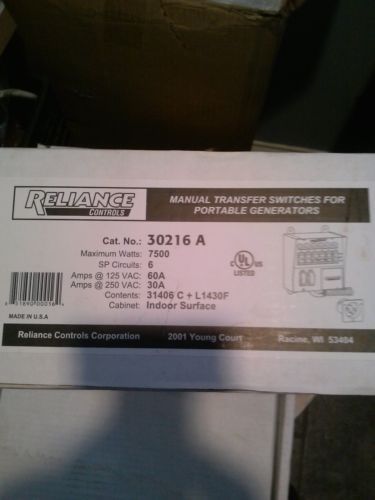 RELIANCE
CONTROLS
MANUAL TRANSFER SWITCHES FOR
PORTABLE GENERATORS
Cat. No.: 30216 A
Maximum Watts: 7500
SP Circuits: 6
Amps @ 125 VAC: 60A
Amps @ 250 VAC: 30A
Contents: 31406 C + L1430F
Cabinet: Indoor Surface
C UL US
LISTED
MADE IN U.S.A
Reliance Controls Corporation 2001 Young Court Racine, WI 53404